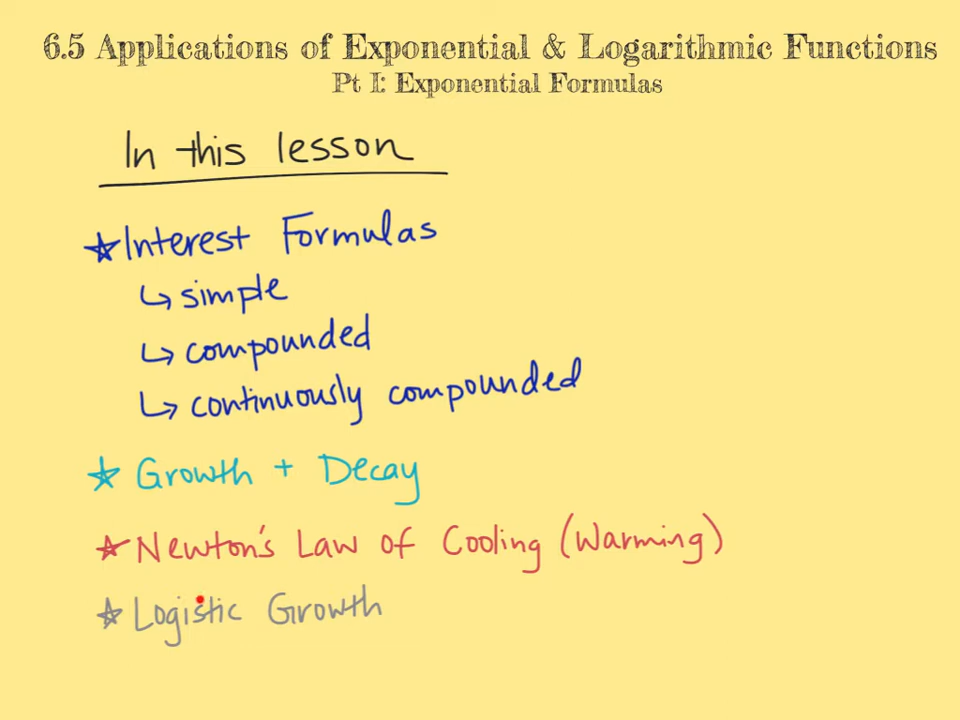 6.5 Applications of Exponential & Logarithmic Functions
Pt I: Exponential Formulas
In this lesson
☆ Interest Formulas
↳ simple
↳ compounded
↳ continuously compounded
☆ Growth + Decay
☆ Newton's Law of Cooling (Warming)
☆ Logistic Growth